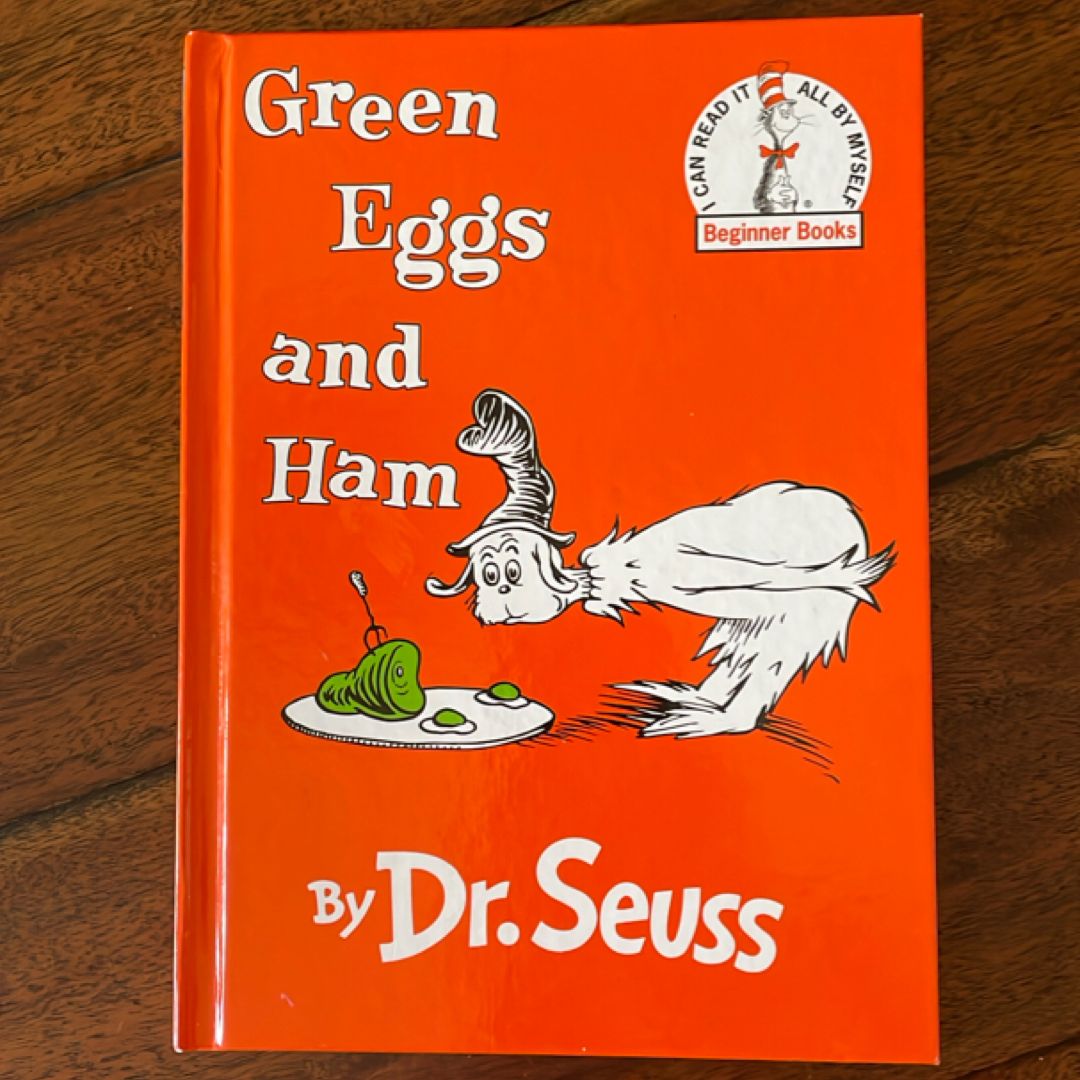 Green
Eggs
and
Ham
I CAN READ IT ALL BY MYSELF
®
Beginner Books
By Dr. Seuss